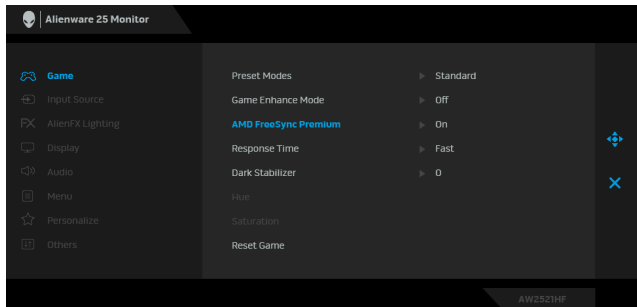 Alienware 25 Monitor
Game
Input Source
AlienFX Lighting
Display
Audio
Menu
Personalize
Others
Preset Modes Standard
Game Enhance Mode Off
AMD FreeSync Premium On
Response Time Fast
Dark Stabilizer 0
Hue
Saturation
Reset Game
AW2521HF